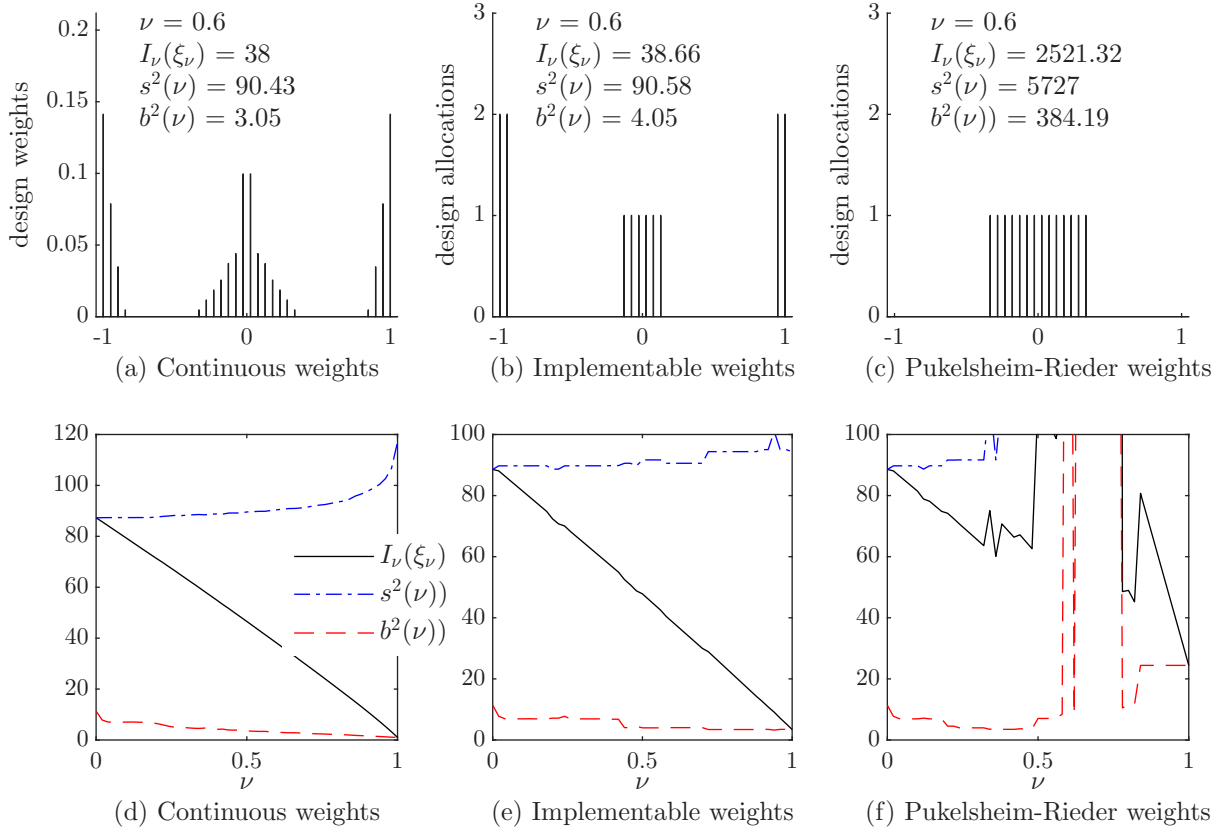 ν = 0.6
I_ν(ξ_ν) = 38
s²(ν) = 90.43
b²(ν) = 3.05
design weights
0.2
0.15
0.1
0.05
0
-1 0 1
(a) Continuous weights
ν = 0.6
I_ν(ξ_ν) = 38.66
s²(ν) = 90.58
b²(ν) = 4.05
design allocations
3
2
1
0
-1 0 1
(b) Implementable weights
ν = 0.6
I_ν(ξ_ν) = 2521.32
s²(ν) = 5727
b²(ν)) = 384.19
design allocations
3
2
1
0
-1 0 1
(c) Pukelsheim-Rieder weights
120
100
80
60
40
20
0
0 0.5 1
ν
(d) Continuous weights
I_ν(ξ_ν)
s²(ν))
b²(ν))
100
80
60
40
20
0
0 0.5 1
ν
(e) Implementable weights
100
80
60
40
20
0
0 0.5 1
ν
(f) Pukelsheim-Rieder weights